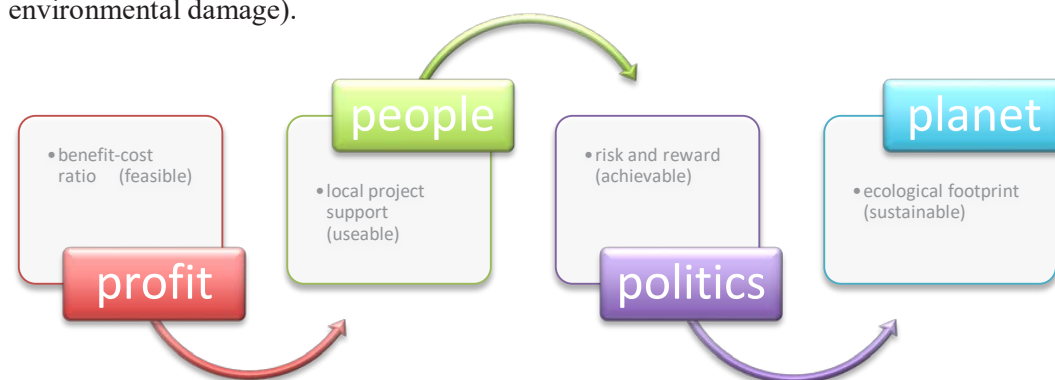 environmental damage).
people
planet
•benefit-cost
ratio (feasible)
•local project
support
(useable)
•risk and reward
(achievable)
•ecological footprint
(sustainable)
profit
politics